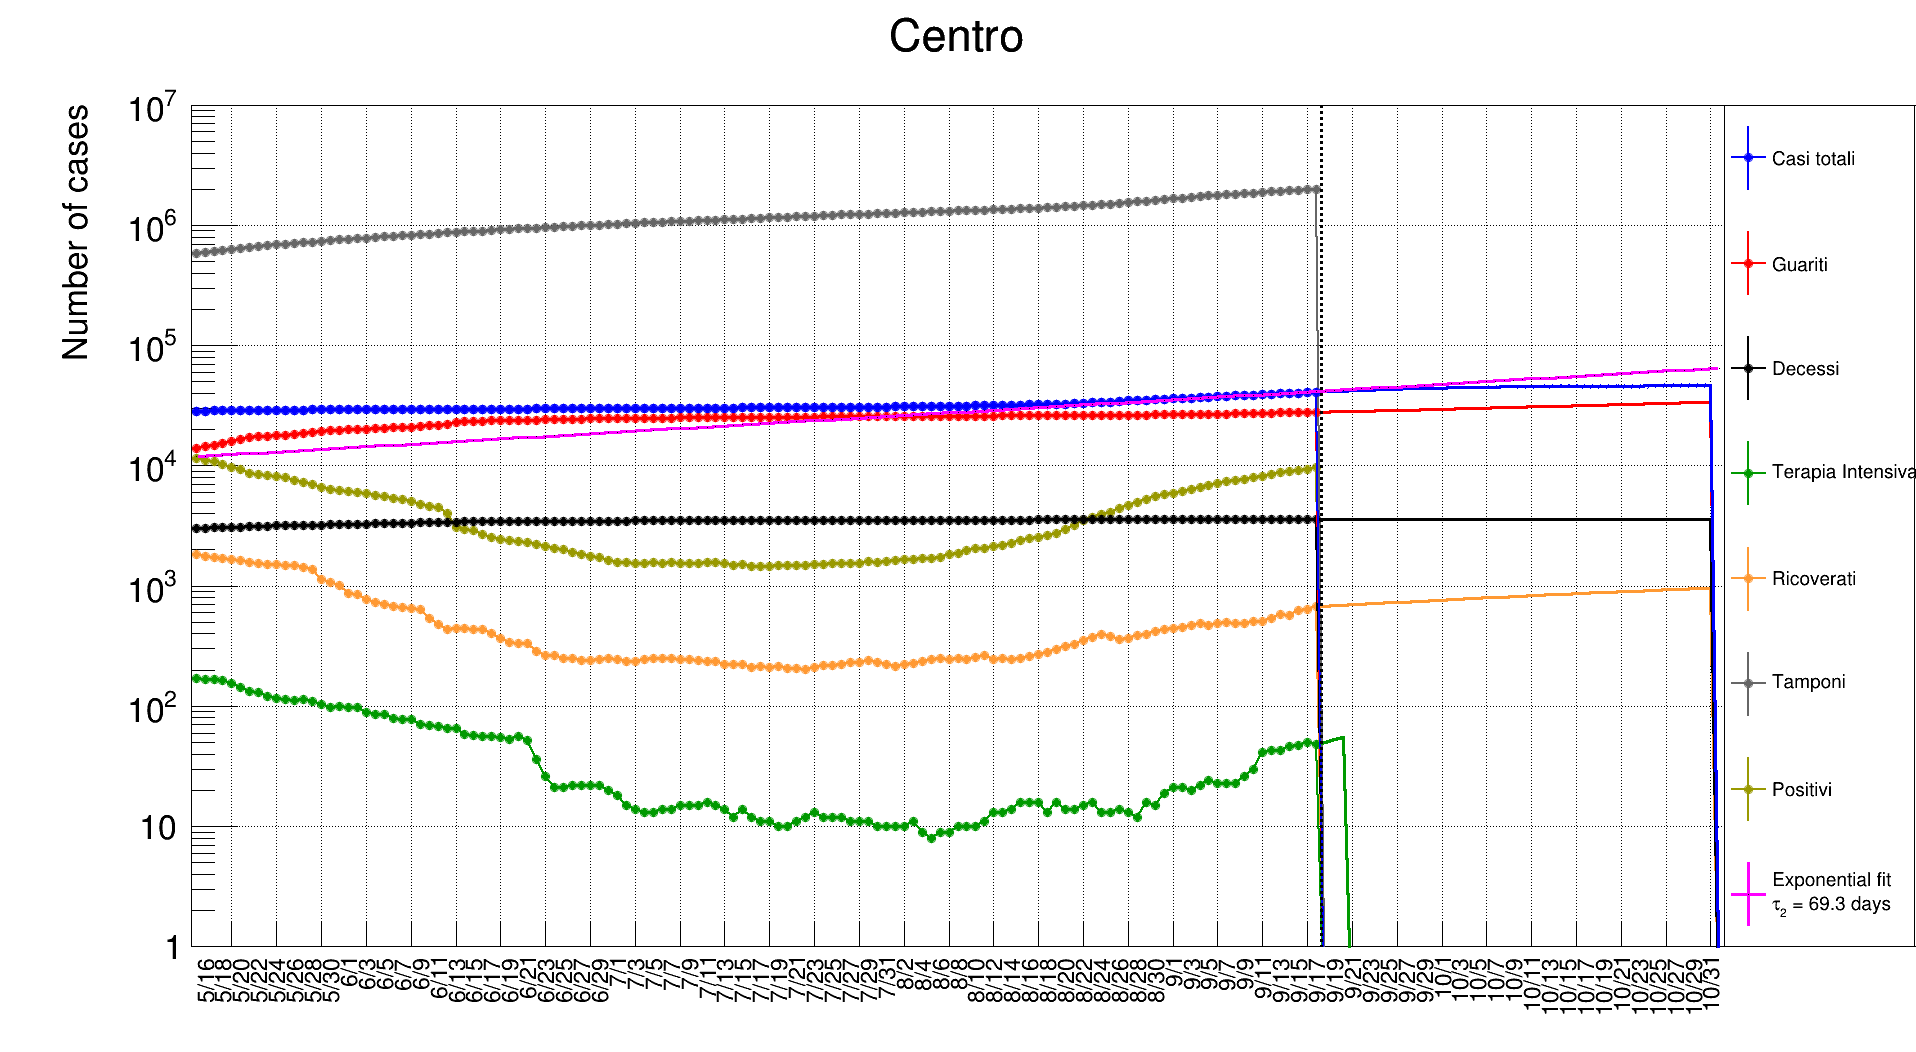 Centro
Number of cases
10^7
10^6
10^5
10^4
10^3
10^2
10
1
5/16 5/18 5/20 5/22 5/24 5/26 5/28 5/30 6/1 6/3 6/5 6/7 6/9 6/11 6/13 6/15 6/17 6/19 6/21 6/23 6/25 6/27 6/29 7/1 7/3 7/5 7/7 7/9 7/11 7/13 7/15 7/17 7/19 7/21 7/23 7/25 7/27 7/29 7/31 8/2 8/4 8/6 8/8 8/10 8/12 8/14 8/16 8/18 8/20 8/22 8/24 8/26 8/28 8/30 9/1 9/3 9/5 9/7 9/9 9/11 9/13 9/15 9/17 9/19 9/21 9/23 9/25 9/27 9/29 10/1 10/3 10/5 10/7 10/9 10/11 10/13 10/15 10/17 10/19 10/21 10/23 10/25 10/27 10/29 10/31
Casi totali
Guariti
Decessi
Terapia Intensiva
Ricoverati
Tamponi
Positivi
Exponential fit
τ₂ = 69.3 days